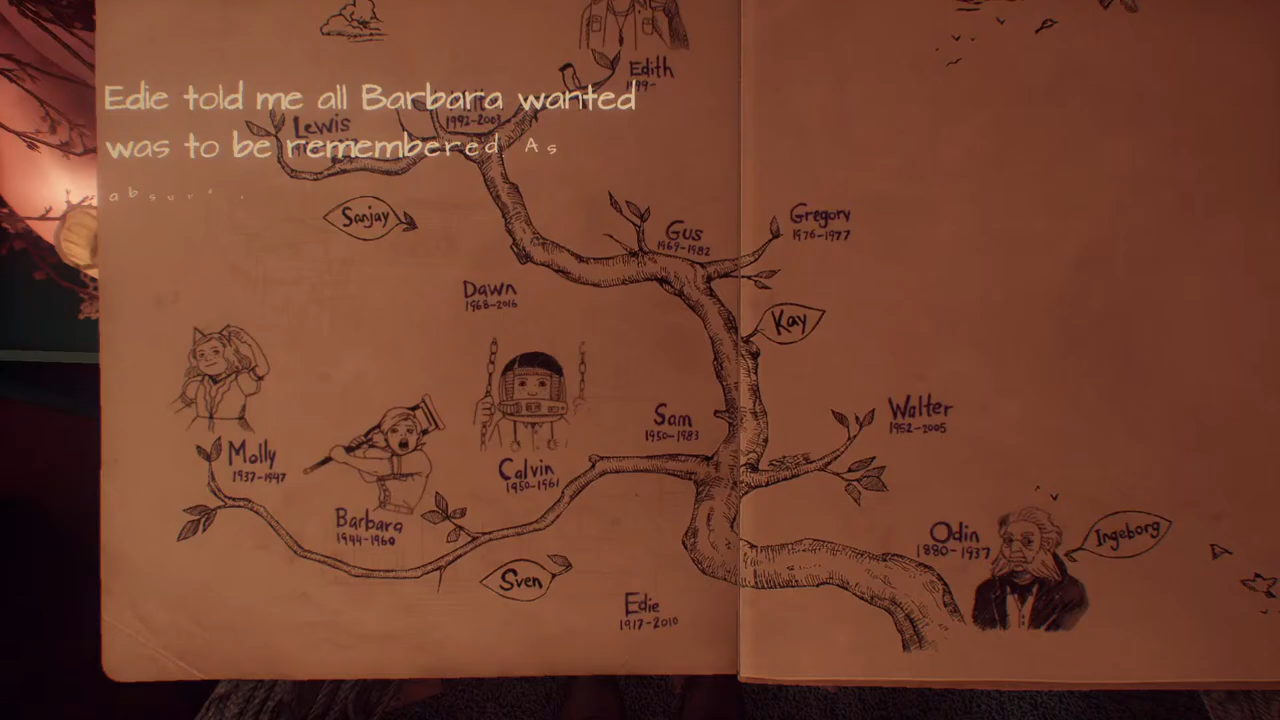 Edith
Edie told me all Barbara wanted
1992-2003
Lewis
was to be remembered As
absur
Sanjay
Gus
1969-1982
Gregory
1976-1977
Dawn
1968-2016
Kay
Sam
1950-1983
Walter
1952-2005
Molly
1937-1947
Calvin
1950-1961
Barbara
1944-1960
Odin
1880-1937
Ingeborg
Sven
Edie
1917-2010